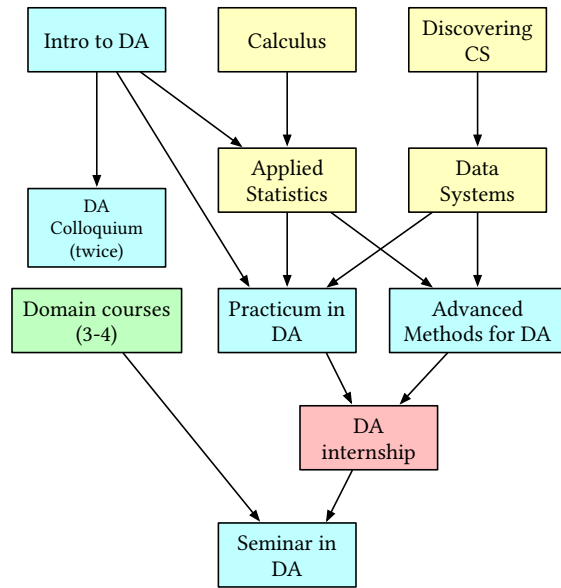 Intro to DA
Calculus
Discovering
CS
Applied
Statistics
Data
Systems
DA
Colloquium
(twice)
Domain courses
(3-4)
Practicum in
DA
Advanced
Methods for DA
DA
internship
Seminar in
DA